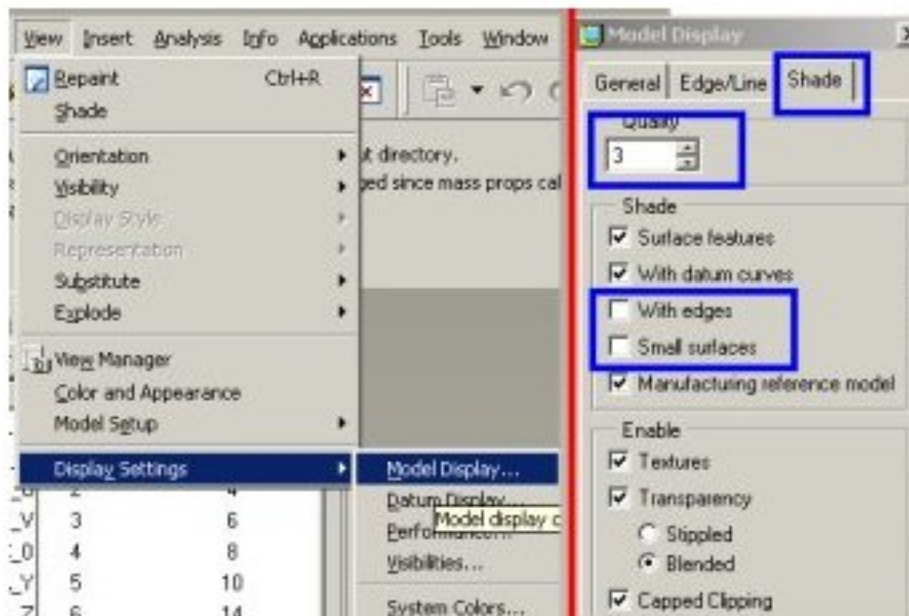 View Insert Analysis Info Applications Tools Window
Repaint Ctrl+R
Shade
Orientation
Visibility
Display Style
Representation
Substitute
Explode
View Manager
Color and Appearance
Model Setup
Display Settings
t directory.
ged since mass props cal
Model Display...
Datum Display...
Model display c
Visibilities...
System Colors...
2 4
_V 3 6
_0 4 8
_Y 5 10
Z 6 14
Model Display
General Edge/Line Shade
Quality
3
Shade
Surface features
With datum curves
With edges
Small surfaces
Manufacturing reference model
Enable
Textures
Transparency
Stippled
Blended
Capped Clipping